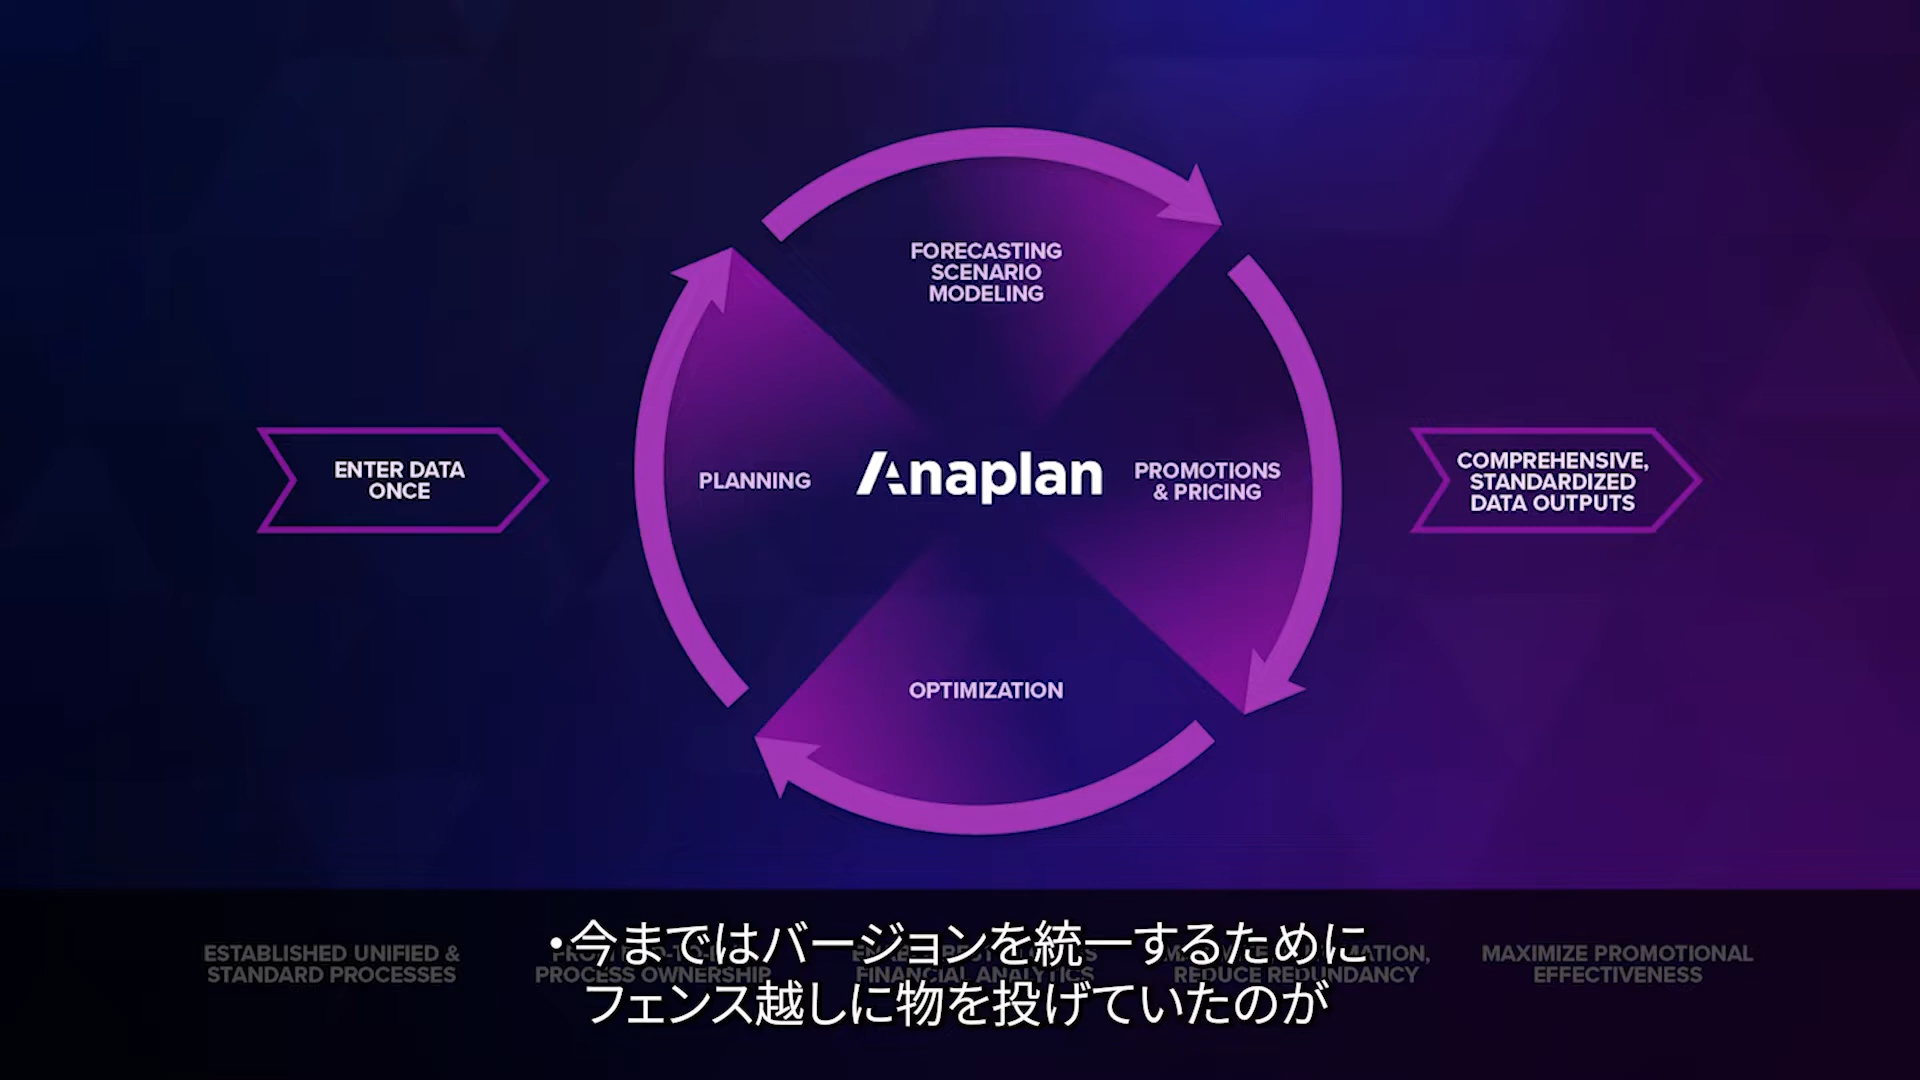 FORECASTING
SCENARIO
MODELING
ENTER DATA
ONCE
PLANNING
Anaplan
PROMOTIONS
& PRICING
COMPREHENSIVE,
STANDARDIZED
DATA OUTPUTS
OPTIMIZATION
ESTABLISHED UNIFIED &
STANDARD PROCESSES
PROCESS OWNERSHIP
FINANCIAL ANALYTICS
REDUCE REDUNDANCY
MAXIMIZE PROMOTIONAL
EFFECTIVENESS
•今まではバージョンを統一するために
フェンス越しに物を投げていたのが